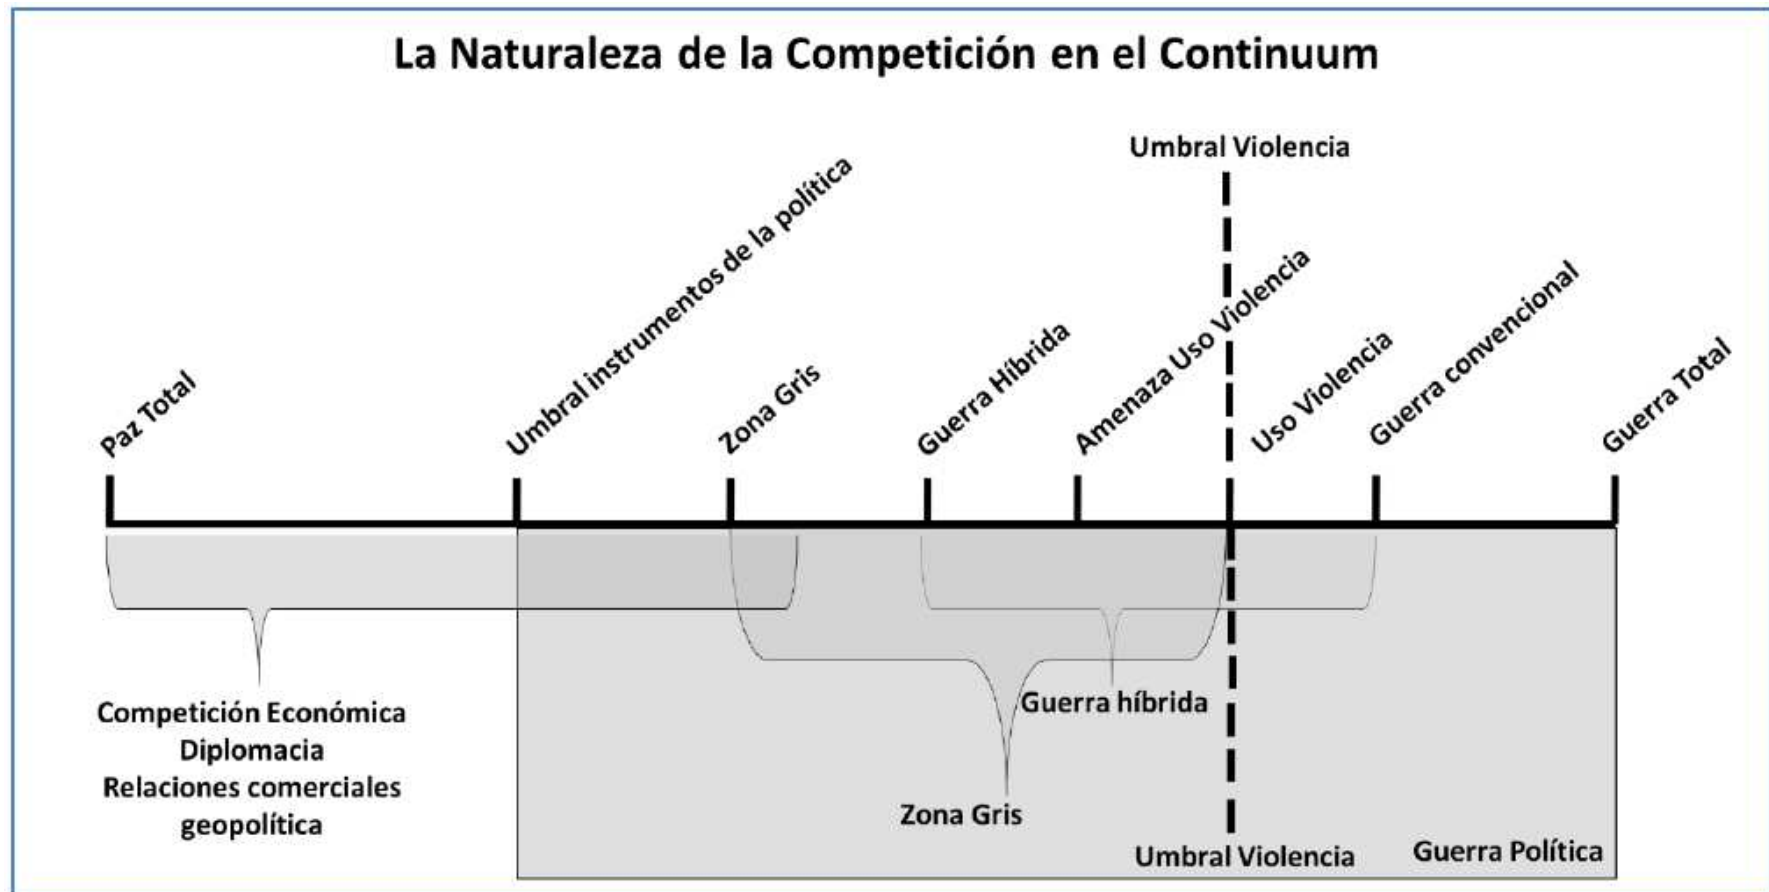 La Naturaleza de la Competición en el Continuum
Umbral Violencia
Paz Total
Umbral instrumentos de la política
Zona Gris
Guerra Híbrida
Amenaza Uso Violencia
Uso Violencia
Guerra convencional
Guerra Total
Competición Económica
Diplomacia
Relaciones comerciales
geopolítica
Guerra híbrida
Zona Gris
Umbral Violencia
Guerra Política